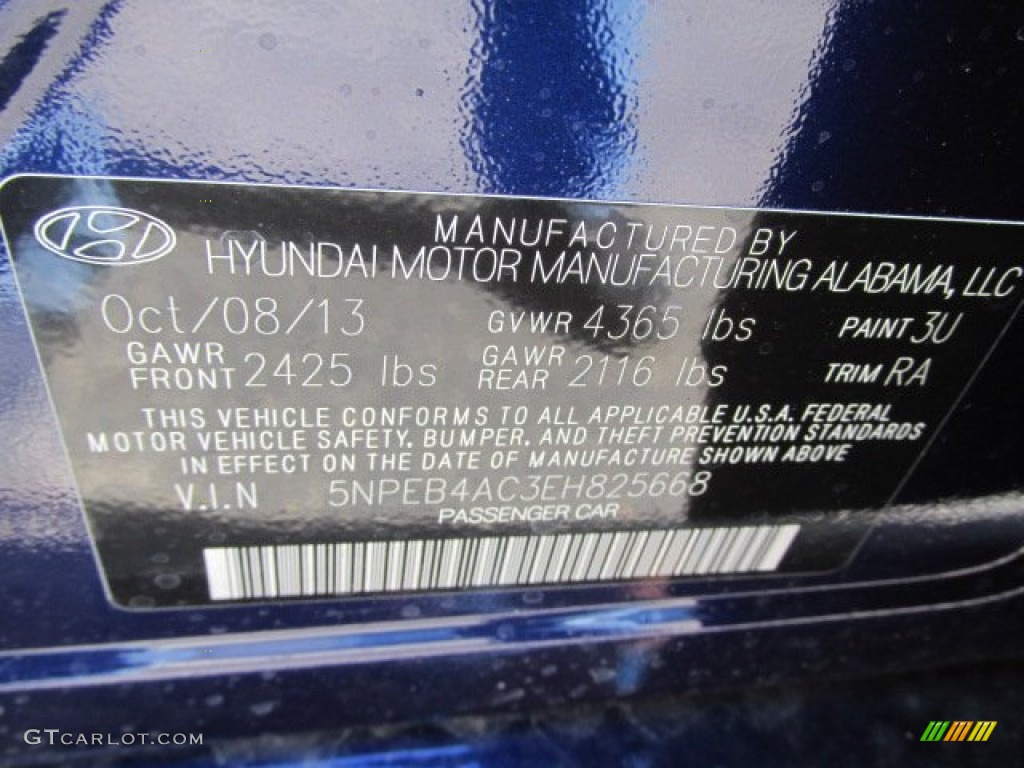 MANUFACTURED BY
HYUNDAI MOTOR MANUFACTURING ALABAMA, LLC
Oct/08/13 GVWR 4365 lbs PAINT 3U
GAWR FRONT 2425 lbs GAWR REAR 2116 lbs TRIM RA
THIS VEHICLE CONFORMS TO ALL APPLICABLE U.S.A. FEDERAL
MOTOR VEHICLE SAFETY, BUMPER, AND THEFT PREVENTION STANDARDS
IN EFFECT ON THE DATE OF MANUFACTURE SHOWN ABOVE
V.I.N 5NPEB4AC3EH825668
PASSENGER CAR
GTCARLOT.COM